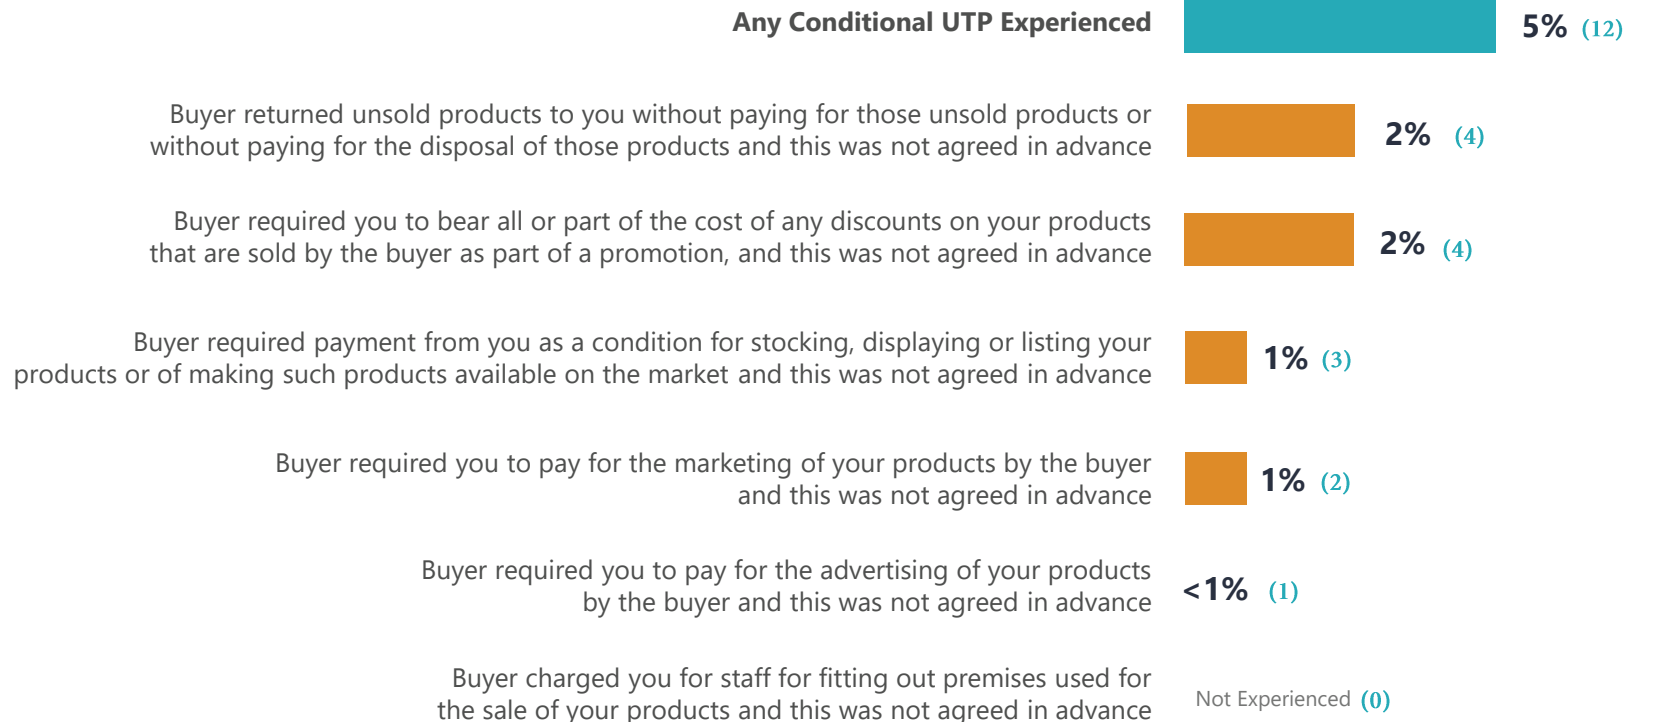 Any Conditional UTP Experienced 5% (12)
Buyer returned unsold products to you without paying for those unsold products or
without paying for the disposal of those products and this was not agreed in advance
2% (4)
Buyer required you to bear all or part of the cost of any discounts on your products
that are sold by the buyer as part of a promotion, and this was not agreed in advance
2% (4)
Buyer required payment from you as a condition for stocking, displaying or listing your
products or of making such products available on the market and this was not agreed in advance
1% (3)
Buyer required you to pay for the marketing of your products by the buyer
and this was not agreed in advance
1% (2)
Buyer required you to pay for the advertising of your products
by the buyer and this was not agreed in advance
<1% (1)
Buyer charged you for staff for fitting out premises used for
the sale of your products and this was not agreed in advance
Not Experienced (0)